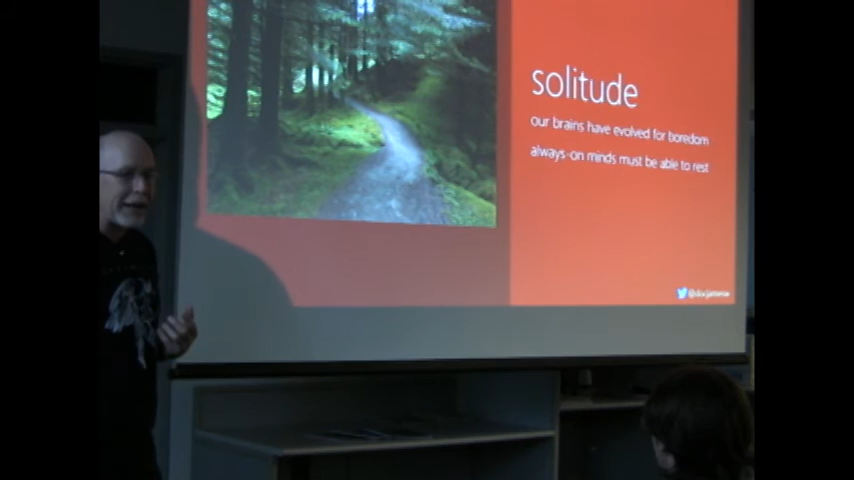 solitude
our brains have evolved for boredom
always-on minds must be able to rest